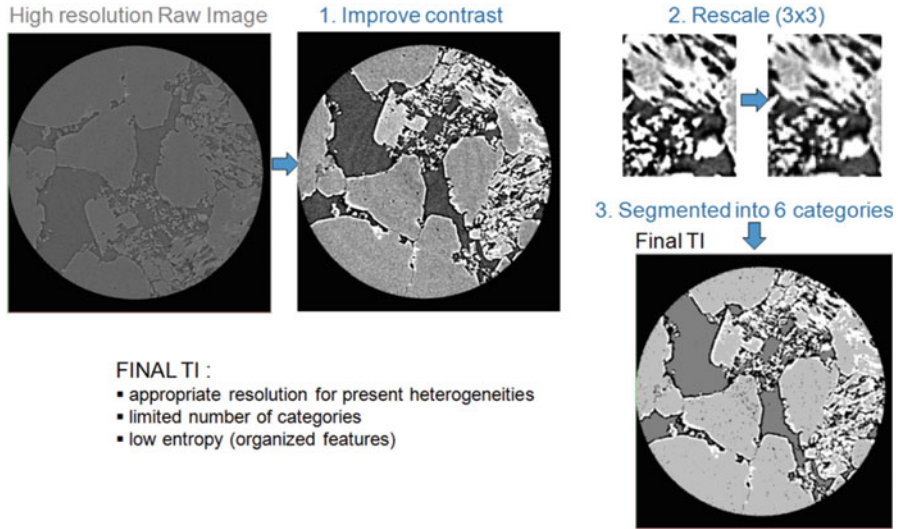 High resolution Raw Image
1. Improve contrast
2. Rescale (3x3)
3. Segmented into 6 categories
Final TI
FINAL TI :
▪ appropriate resolution for present heterogeneities
▪ limited number of categories
▪ low entropy (organized features)